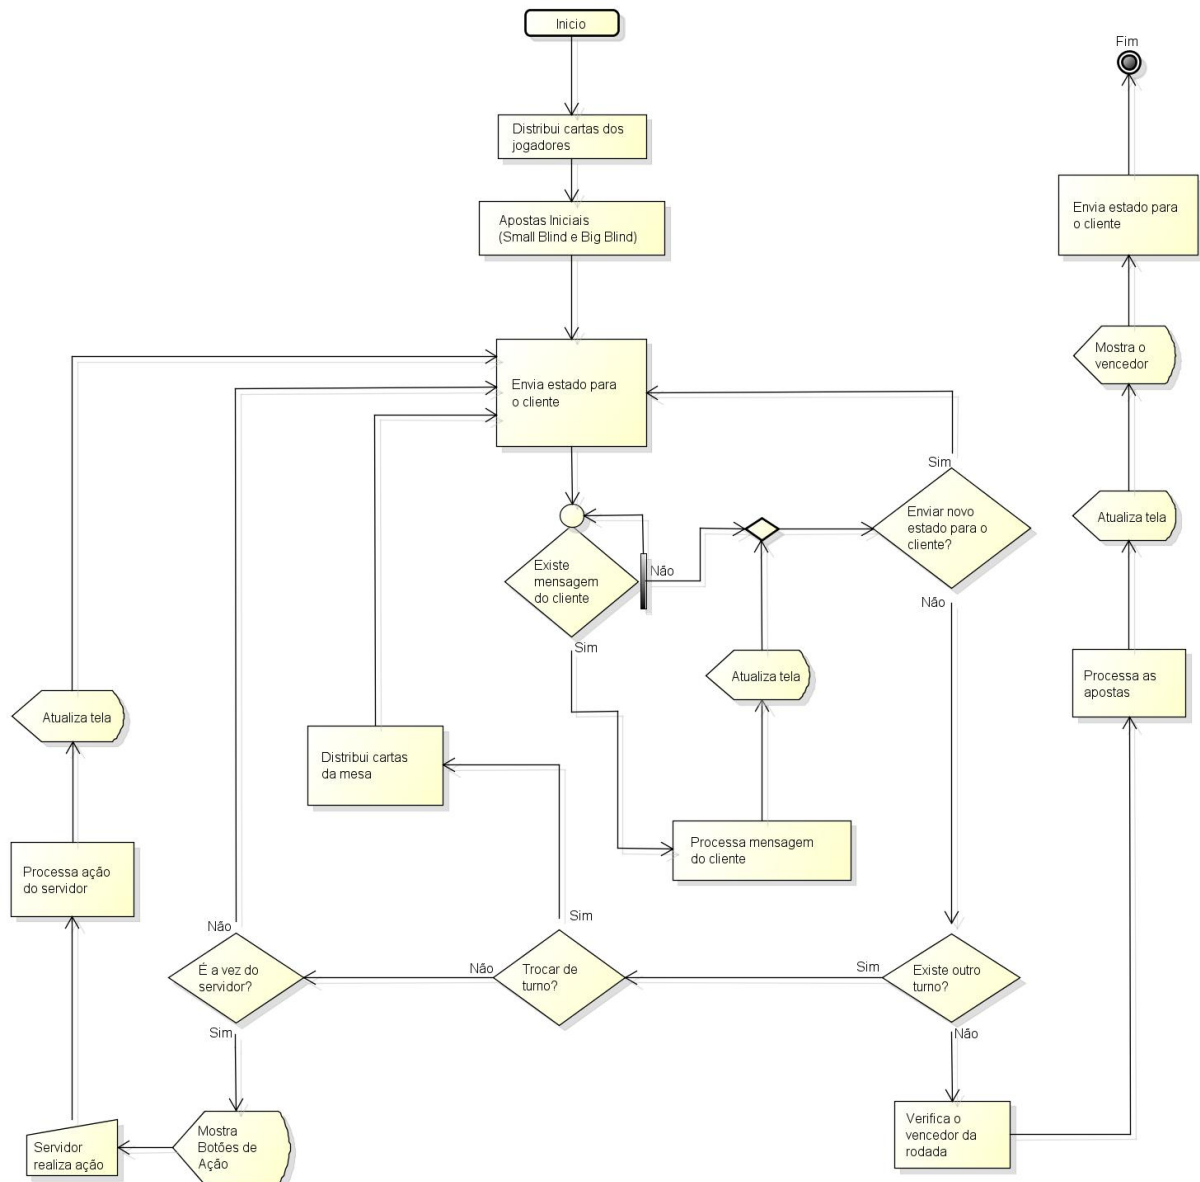 Inicio
Fim
Distribui cartas dos
jogadores
Apostas Iniciais
(Small Blind e Big Blind)
Envia estado para
o cliente
Envia estado para
o cliente
Mostra o
vencedor
Sim
Enviar novo
estado para o
cliente?
Não
Atualiza tela
Existe
mensagem
do cliente
Não
Sim
Atualiza tela
Processa as
apostas
Atualiza tela
Distribui cartas
da mesa
Processa mensagem
do cliente
Processa ação
do servidor
Não
É a vez do
servidor?
Sim
Não
Trocar de
turno?
Sim
Sim
Existe outro
turno?
Não
Servidor
realiza ação
Mostra
Botões de
Ação
Verifica o
vencedor da
rodada